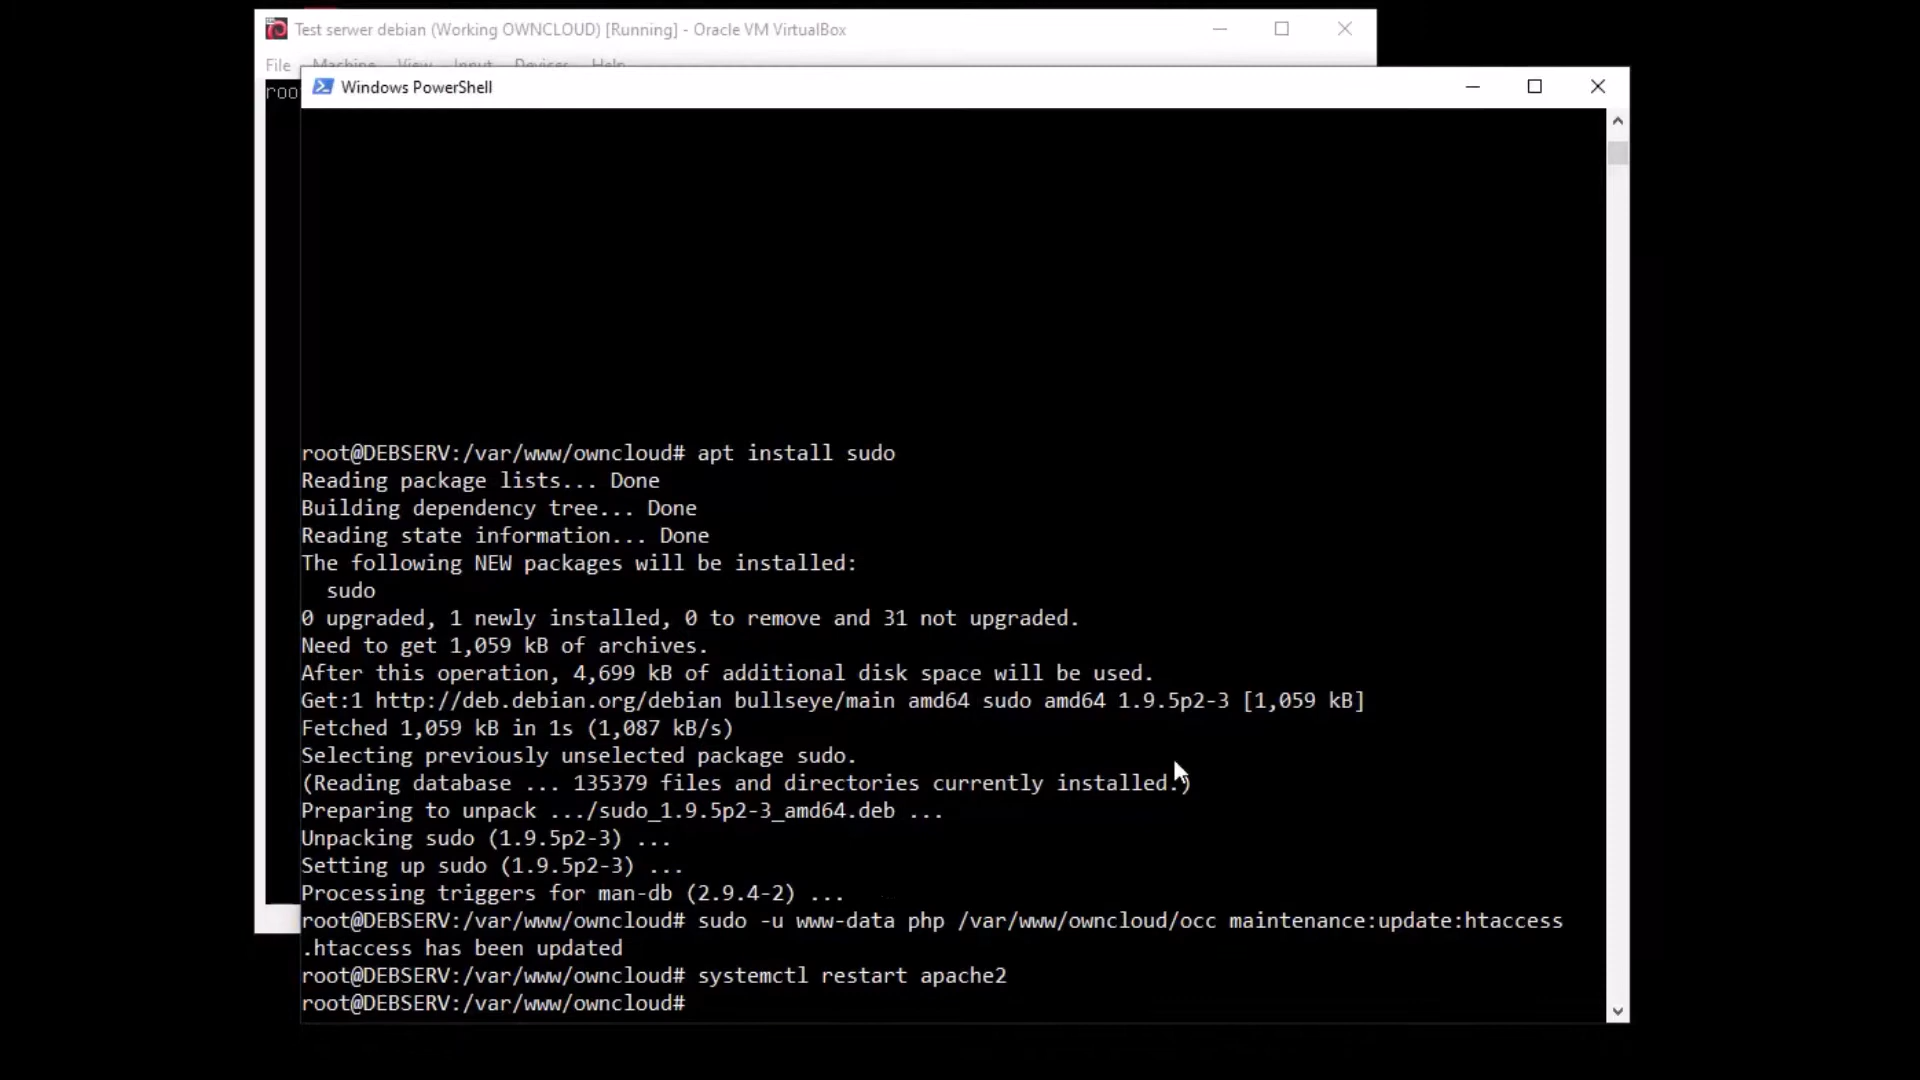 Test serwer debian (Working OWNCLOUD) [Running] - Oracle VM VirtualBox
File Machine View Input Devices Help
roo
Windows PowerShell
root@DEBSERV:/var/www/owncloud# apt install sudo
Reading package lists... Done
Building dependency tree... Done
Reading state information... Done
The following NEW packages will be installed:
sudo
0 upgraded, 1 newly installed, 0 to remove and 31 not upgraded.
Need to get 1,059 kB of archives.
After this operation, 4,699 kB of additional disk space will be used.
Get:1 http://deb.debian.org/debian bullseye/main amd64 sudo amd64 1.9.5p2-3 [1,059 kB]
Fetched 1,059 kB in 1s (1,087 kB/s)
Selecting previously unselected package sudo.
(Reading database ... 135379 files and directories currently installed.)
Preparing to unpack .../sudo_1.9.5p2-3_amd64.deb ...
Unpacking sudo (1.9.5p2-3) ...
Setting up sudo (1.9.5p2-3) ...
Processing triggers for man-db (2.9.4-2) ...
root@DEBSERV:/var/www/owncloud# sudo -u www-data php /var/www/owncloud/occ maintenance:update:htaccess
.htaccess has been updated
root@DEBSERV:/var/www/owncloud# systemctl restart apache2
root@DEBSERV:/var/www/owncloud#